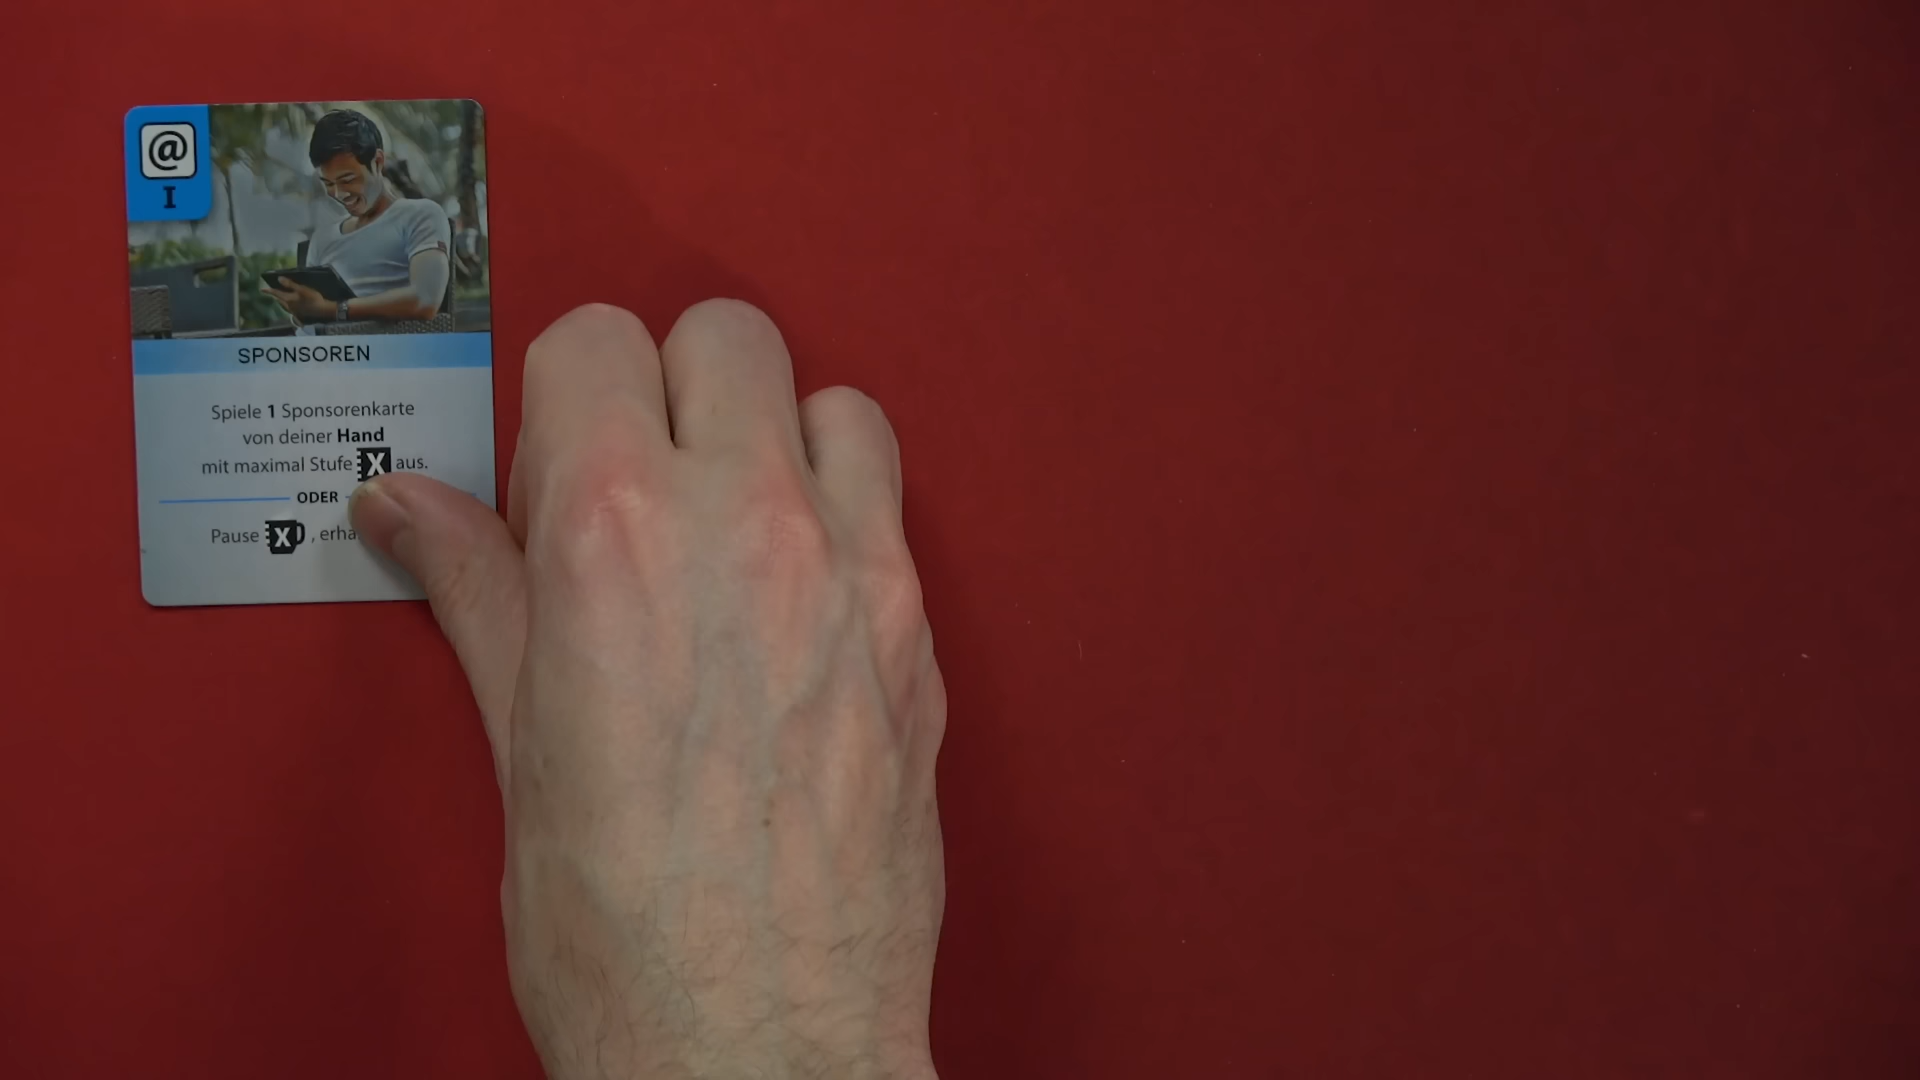 @
I
SPONSOREN
Spiele 1 Sponsorenkarte
von deiner Hand
mit maximal Stufe X aus.
ODER
Pause X , erha